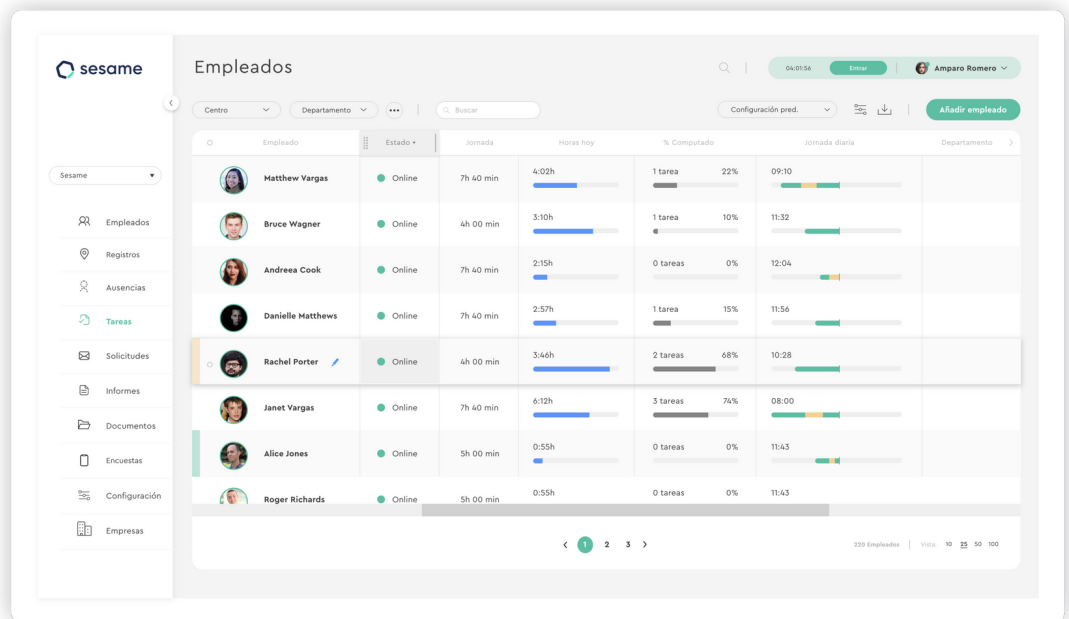 sesame
Empleados
04:01:56 Entrar Amparo Romero
Centro Departamento ••• Buscar Configuración pred. Añadir empleado
Empleado Estado Jornada Horas hoy % Computado Jornada diaria Departamento
Sesame
Empleados
Registros
Ausencias
Tareas
Solicitudes
Informes
Documentos
Encuestas
Configuración
Empresas
Matthew Vargas Online 7h 40 min 4:02h 1 tarea 22% 09:10
Bruce Wagner Online 4h 00 min 3:10h 1 tarea 10% 11:32
Andreea Cook Online 7h 40 min 2:15h 0 tareas 0% 12:04
Danielle Matthews Online 7h 40 min 2:57h 1 tarea 15% 11:56
Rachel Porter Online 4h 00 min 3:46h 2 tareas 68% 10:28
Janet Vargas Online 7h 40 min 6:12h 3 tareas 74% 08:00
Alice Jones Online 5h 00 min 0:55h 0 tareas 0% 11:43
Roger Richards Online 5h 00 min 0:55h 0 tareas 0% 11:43
1 2 3
220 Empleados Vista: 10 25 50 100